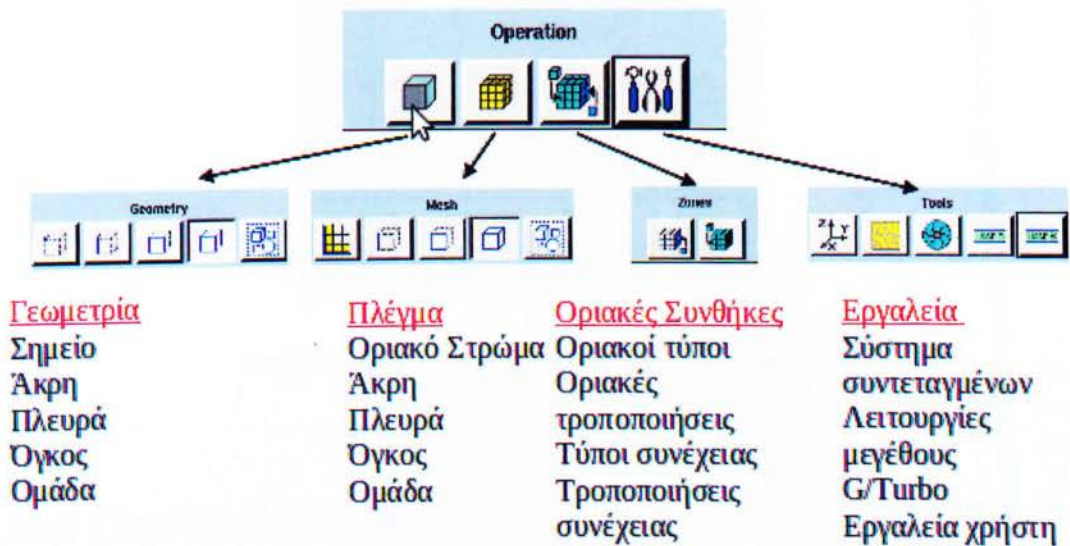 Operation
Geometry
Mesh
Zones
Tools
Γεωμετρία
Σημείο
Άκρη
Πλευρά
Όγκος
Ομάδα
Πλέγμα
Οριακό Στρώμα
Άκρη
Πλευρά
Όγκος
Ομάδα
Οριακές Συνθήκες
Οριακοί τύποι
Οριακές
τροποποιήσεις
Τύποι συνέχειας
Τροποποιήσεις
συνέχειας
Εργαλεία
Σύστημα
συντεταγμένων
Λειτουργίες
μεγέθους
G/Turbo
Εργαλεία χρήστη